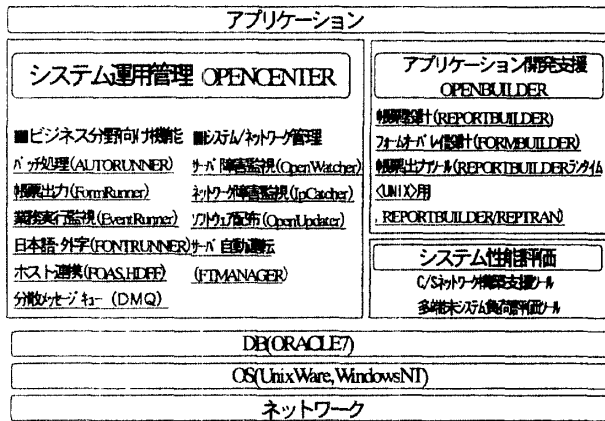 アプリケーション
システム運用管理 OPENCENTER
■ビジネス分野向け機能
バッチ処理(AUTORUNNER)
帳票出力(FormRunner)
業務実行監視(EventRunner)
日本語・外字(FONTRUNNER)
ホスト連携(FOAS,HDFF)
分散メッセージキュー(DMQ)
■システム/ネットワーク管理
サーバ障害監視(OpenWatcher)
ネットワーク障害監視(IpCatcher)
ソフトウェア配布(OpenUpdater)
サーバ自動運転
(FTMANAGER)
アプリケーション開発支援
OPENBUILDER
帳票設計(REPORTBUILDER)
フォームオーバレイ設計(FORMBUILDER)
帳票出力ツール(REPORTBUILDERランタイム
<UNIX>用
REPORTBUILDER/REPTRAN)
システム性能評価
C/Sネットワーク構築支援ツール
多端末システム負荷評価ツール
DB(ORACLE7)
OS(UnixWare,WindowsNT)
ネットワーク